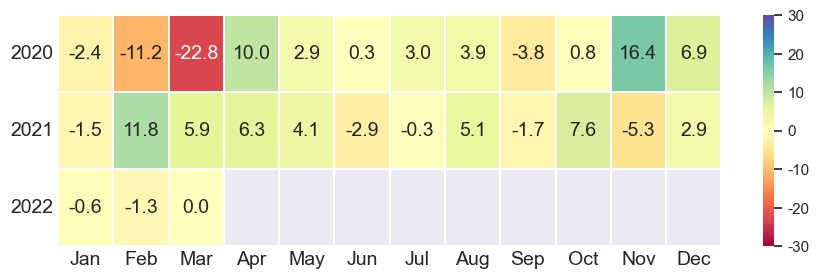 2020 -2.4 -11.2 -22.8 10.0 2.9 0.3 3.0 3.9 -3.8 0.8 16.4 6.9
2021 -1.5 11.8 5.9 6.3 4.1 -2.9 -0.3 5.1 -1.7 7.6 -5.3 2.9
2022 -0.6 -1.3 0.0
Jan Feb Mar Apr May Jun Jul Aug Sep Oct Nov Dec
30
20
10
0
-10
-20
-30